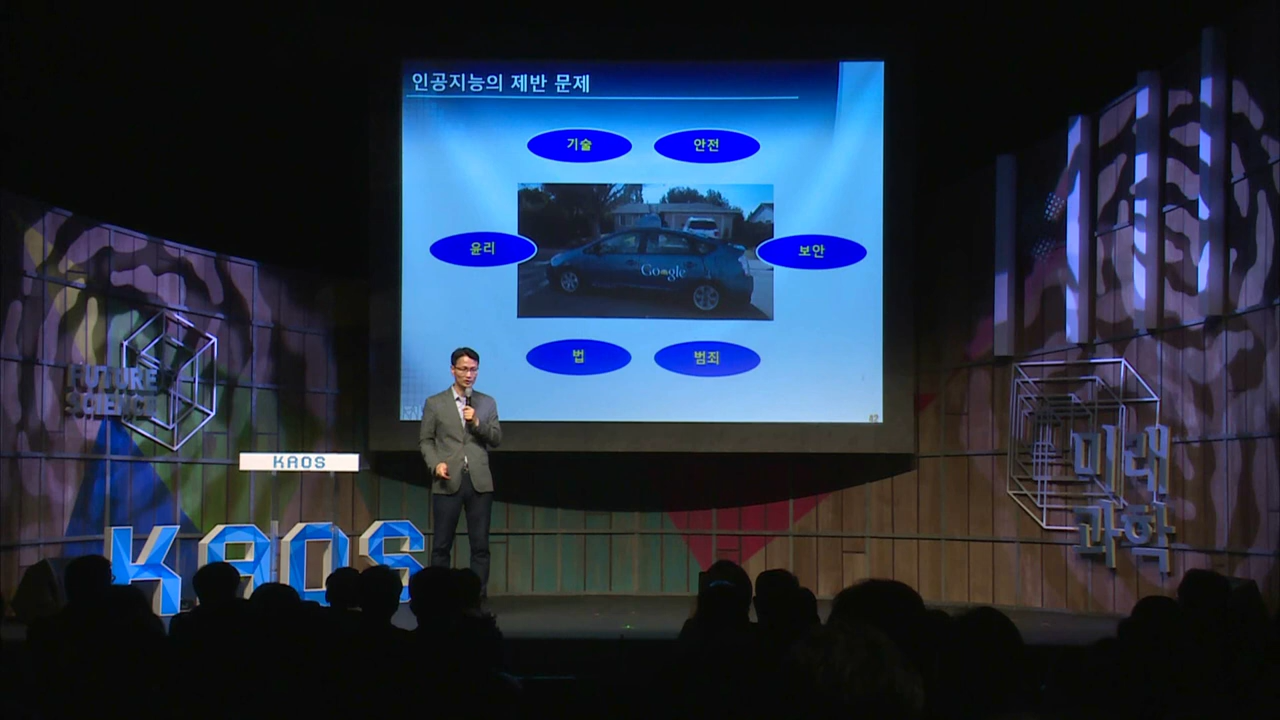 인공지능의 제반 문제
기술
안전
윤리
Google
보안
법
범죄
62
FUTURE
SCIENCE
KAOS
KAOS
미래
과학